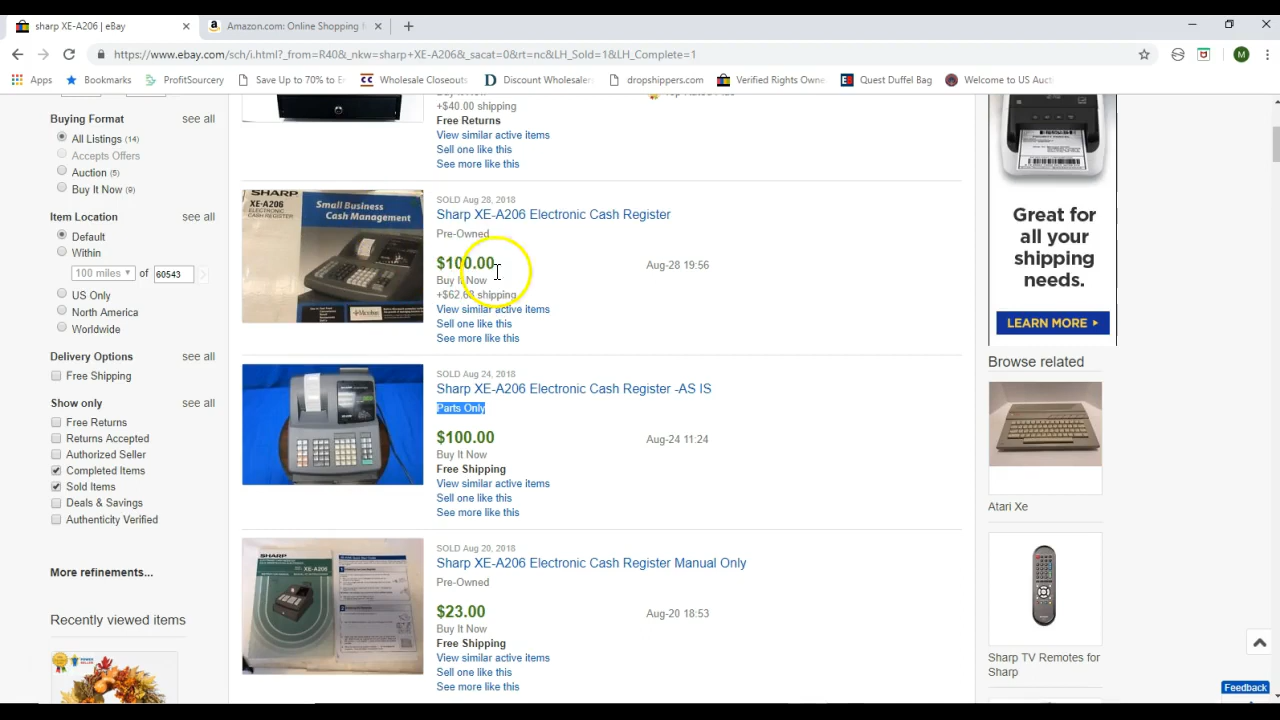 sharp XE-A206 | eBay
Amazon.com: Online Shopping
https://www.ebay.com/sch/i.html?_from=R40&_nkw=sharp+XE-A206&_sacat=0&rt=nc&LH_Sold=1&LH_Complete=1
M
Apps Bookmarks ProfitSourcery Save Up to 70% to E Wholesale Closeouts Discount Wholesaler dropshippers.com Verified Rights Owne Quest Duffel Bag Welcome to US Auct
Buying Format see all
All Listings (14)
Accepts Offers
Auction (5)
Buy It Now (9)
Item Location see all
Default
Within
100 miles of 60543
US Only
North America
Worldwide
Delivery Options see all
Free Shipping
Show only see all
Free Returns
Returns Accepted
Authorized Seller
Completed Items
Sold Items
Deals & Savings
Authenticity Verified
More refinements...
Recently viewed items
+$40.00 shipping
Free Returns
View similar active items
Sell one like this
See more like this
SHARP
XE-A206
ELECTRONIC
CASH REGISTER
Small Business
Cash Management
SOLD Aug 28, 2018
Sharp XE-A206 Electronic Cash Register
Pre-Owned
$100.00
Aug-28 19:56
Buy It Now
+$62.63 shipping
View similar active items
Sell one like this
See more like this
SOLD Aug 24, 2018
Sharp XE-A206 Electronic Cash Register -AS IS
Parts Only
$100.00
Aug-24 11:24
Buy It Now
Free Shipping
View similar active items
Sell one like this
See more like this
SHARP
XE-A206
SOLD Aug 20, 2018
Sharp XE-A206 Electronic Cash Register Manual Only
Pre-Owned
$23.00
Aug-20 18:53
Buy It Now
Free Shipping
View similar active items
Sell one like this
See more like this
Great for
all your
shipping
needs.
LEARN MORE
Browse related
Atari Xe
Sharp TV Remotes for
Sharp
Feedback